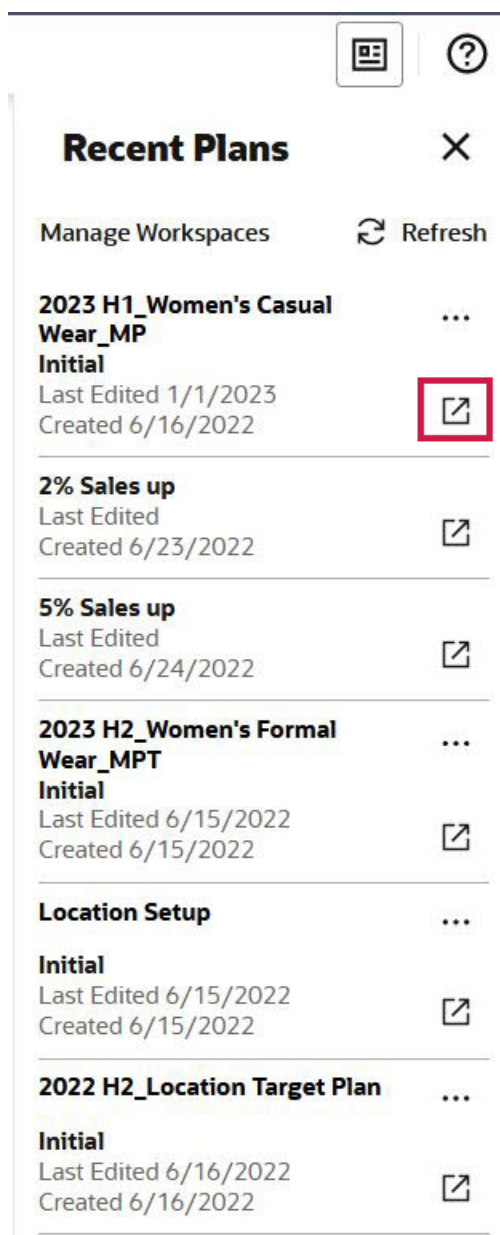 Recent Plans
Manage Workspaces Refresh
2023 H1_Women's Casual
Wear_MP
Initial
Last Edited 1/1/2023
Created 6/16/2022
2% Sales up
Last Edited
Created 6/23/2022
5% Sales up
Last Edited
Created 6/24/2022
2023 H2_Women's Formal
Wear_MPT
Initial
Last Edited 6/15/2022
Created 6/15/2022
Location Setup
Initial
Last Edited 6/15/2022
Created 6/15/2022
2022 H2_Location Target Plan
Initial
Last Edited 6/16/2022
Created 6/16/2022